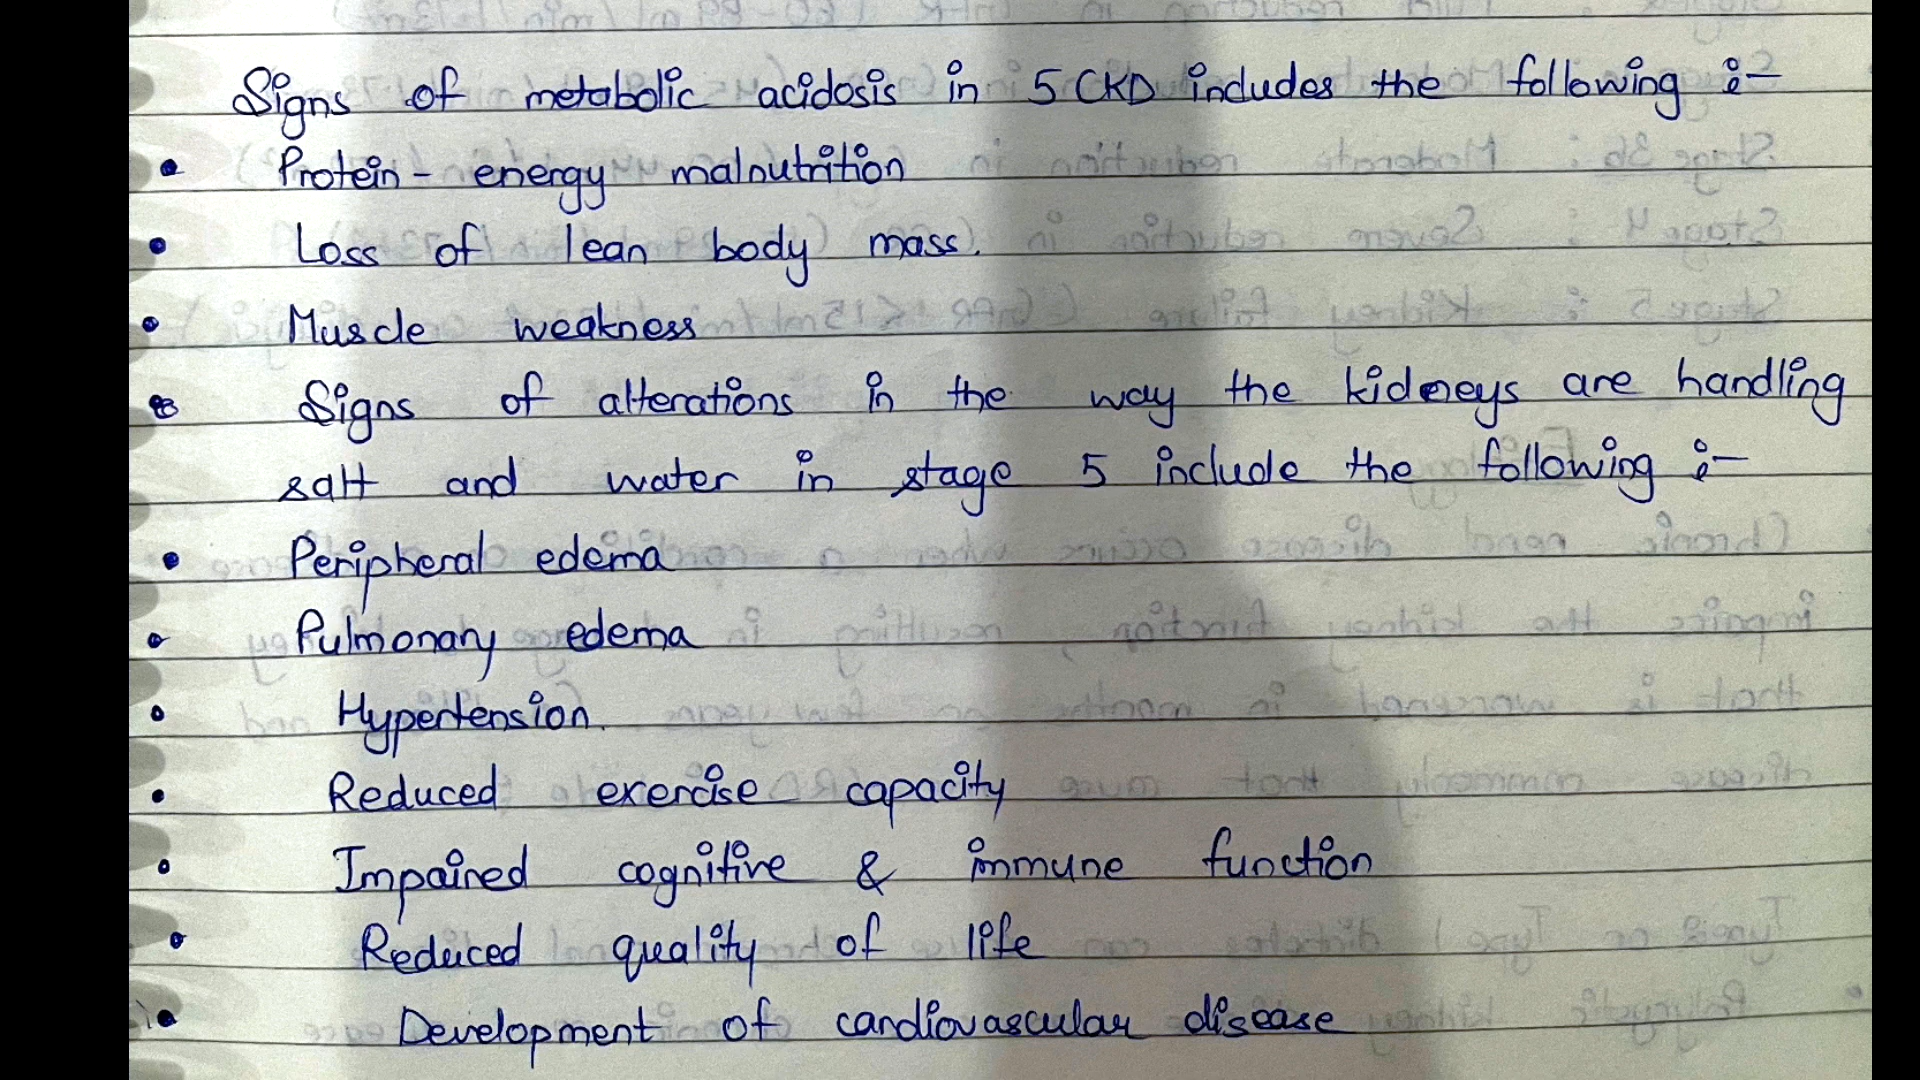 Signs of metabolic acidosis in 5 CKD includes the following :-
• Protein - energy malnutrition
• Loss of lean body mass.
• Muscle weakness
• Signs of alterations in the way the kidneys are handling
salt and water in stage 5 include the following :-
• Peripheral edema
• Pulmonary edema
• Hypertension.
• Reduced exercise capacity
• Impaired cognitive & immune function
• Reduced quality of life
• Development of cardiovascular disease